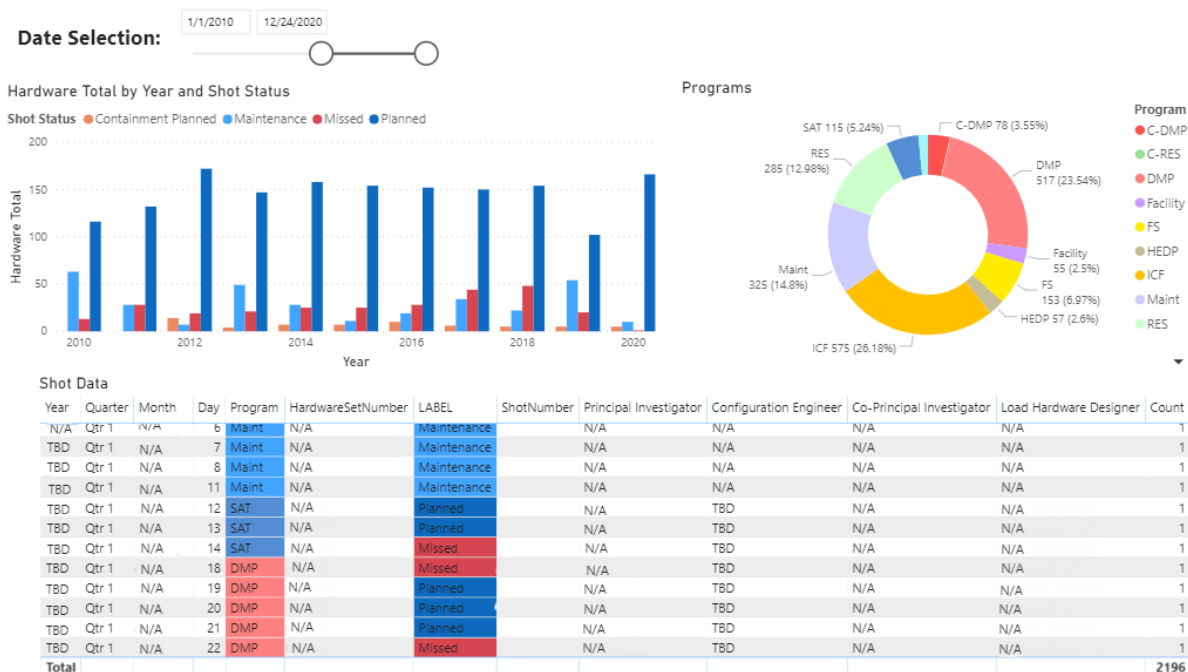 1/1/2010 12/24/2020
Date Selection:
Hardware Total by Year and Shot Status
Shot Status Containment Planned Maintenance Missed Planned
200
150
100
50
0
Hardware Total
2010 2012 2014 2016 2018 2020
Year
Programs
SAT 115 (5.24%)
C-DMP 78 (3.55%)
RES
285 (12.98%)
DMP
517 (23.54%)
Facility
55 (2.5%)
Maint
325 (14.8%)
FS
153 (6.97%)
HEDP 57 (2.6%)
ICF 575 (26.18%)
Program
C-DMP
C-RES
DMP
Facility
FS
HEDP
ICF
Maint
RES
Shot Data
Year Quarter Month Day Program HardwareSetNumber LABEL ShotNumber Principal Investigator Configuration Engineer Co-Principal Investigator Load Hardware Designer Count
N/A Qtr 1 N/A 6 Maint N/A Maintenance N/A N/A N/A N/A 1
TBD Qtr 1 N/A 7 Maint N/A Maintenance N/A N/A N/A N/A 1
TBD Qtr 1 N/A 8 Maint N/A Maintenance N/A N/A N/A N/A 1
TBD Qtr 1 N/A 11 Maint N/A Maintenance N/A N/A N/A N/A 1
TBD Qtr 1 N/A 12 SAT N/A Planned N/A TBD N/A N/A 1
TBD Qtr 1 N/A 13 SAT N/A Planned N/A TBD N/A N/A 1
TBD Qtr 1 N/A 14 SAT N/A Missed N/A TBD N/A N/A 1
TBD Qtr 1 N/A 18 DMP N/A Missed N/A TBD N/A N/A 1
TBD Qtr 1 N/A 19 DMP N/A Planned N/A TBD N/A N/A 1
TBD Qtr 1 N/A 20 DMP N/A Planned N/A TBD N/A N/A 1
TBD Qtr 1 N/A 21 DMP N/A Planned N/A TBD N/A N/A 1
TBD Qtr 1 N/A 22 DMP N/A Missed N/A TBD N/A N/A 1
Total 2196